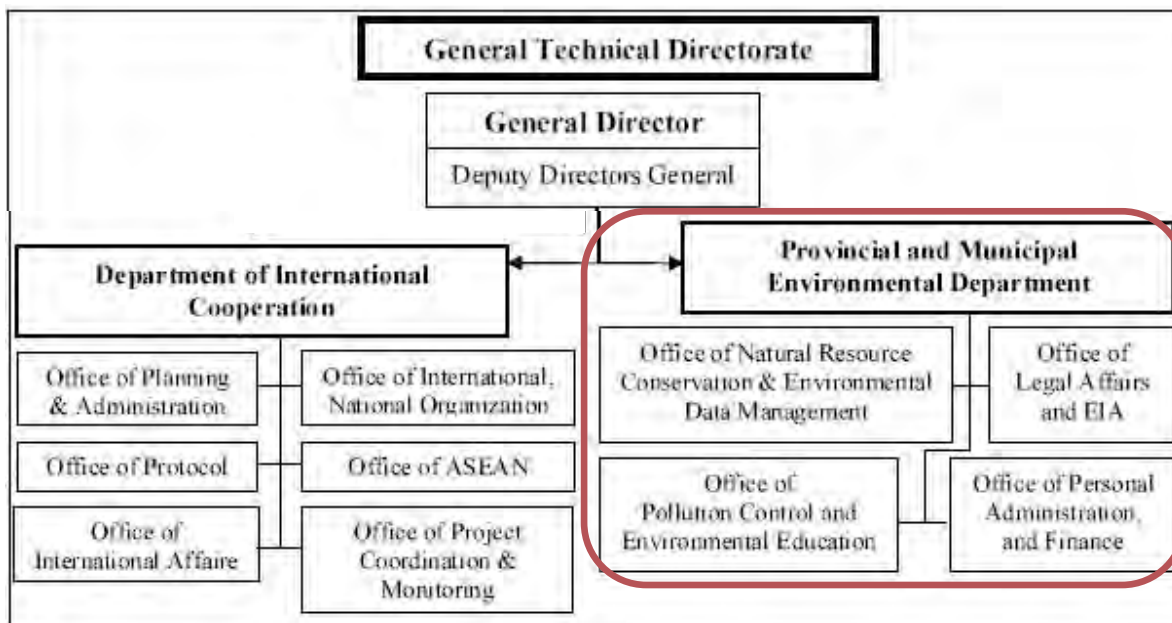 General Technical Directorate
General Director
Deputy Directors General
Department of International
Cooperation
Office of Planning
& Administration
Office of International,
National Organization
Office of Protocol
Office of ASEAN
Office of
International Affaire
Office of Project
Coordination &
Monitoring
Provincial and Municipal
Environmental Department
Office of Natural Resource
Conservation & Environmental
Data Management
Office of
Legal Affairs
and EIA
Office of
Pollution Control and
Environmental Education
Office of Personal
Administration,
and Finance